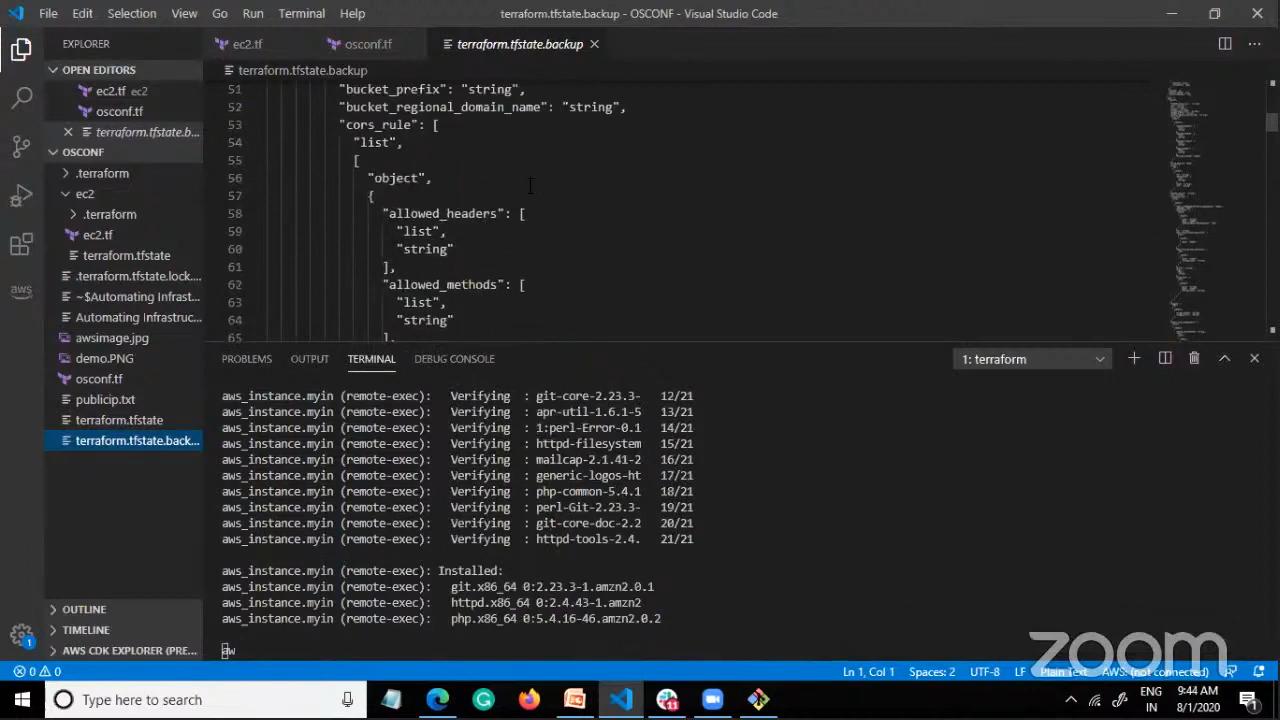 File Edit Selection View Go Run Terminal Help
terraform.tfstate.backup - OSCONF - Visual Studio Code
EXPLORER
ec2.tf
osconf.tf
terraform.tfstate.backup
OPEN EDITORS
ec2.tf ec2
osconf.tf
terraform.tfstate.b...
OSCONF
.terraform
ec2
.terraform
ec2.tf
terraform.tfstate
.terraform.tfstate.lock....
~$Automating Infrast...
Automating Infrastruc...
awsimage.jpg
demo.PNG
osconf.tf
publicip.txt
terraform.tfstate
terraform.tfstate.back...
OUTLINE
TIMELINE
AWS CDK EXPLORER (PRE...
aws
1
terraform.tfstate.backup
51 "bucket_prefix": "string",
52 "bucket_regional_domain_name": "string",
53 "cors_rule": [
54 "list",
55 [
56 "object",
57 {
58 "allowed_headers": [
59 "list",
60 "string"
61 ],
62 "allowed_methods": [
63 "list",
64 "string"
65 ]
PROBLEMS OUTPUT TERMINAL DEBUG CONSOLE
1: terraform
aws_instance.myin (remote-exec): Verifying : git-core-2.23.3- 12/21
aws_instance.myin (remote-exec): Verifying : apr-util-1.6.1-5 13/21
aws_instance.myin (remote-exec): Verifying : 1:perl-Error-0.1 14/21
aws_instance.myin (remote-exec): Verifying : httpd-filesystem 15/21
aws_instance.myin (remote-exec): Verifying : mailcap-2.1.41-2 16/21
aws_instance.myin (remote-exec): Verifying : generic-logos-ht 17/21
aws_instance.myin (remote-exec): Verifying : php-common-5.4.1 18/21
aws_instance.myin (remote-exec): Verifying : perl-Git-2.23.3- 19/21
aws_instance.myin (remote-exec): Verifying : git-core-doc-2.2 20/21
aws_instance.myin (remote-exec): Verifying : httpd-tools-2.4. 21/21
aws_instance.myin (remote-exec): Installed:
aws_instance.myin (remote-exec): git.x86_64 0:2.23.3-1.amzn2.0.1
aws_instance.myin (remote-exec): httpd.x86_64 0:2.4.43-1.amzn2
aws_instance.myin (remote-exec): php.x86_64 0:5.4.16-46.amzn2.0.2
aw
zoom
0 0
Ln 1, Col 1 Spaces: 2 UTF-8 LF Plain Text AWS: (not connected)
Type here to search
11
ENG
IN
9:44 AM
8/1/2020
1